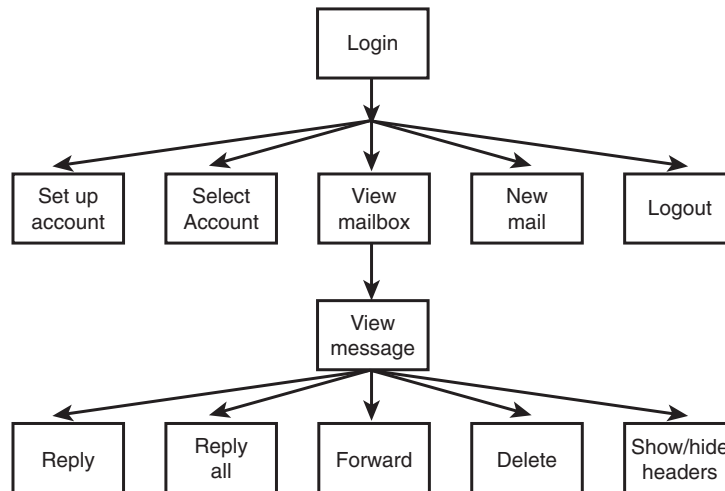 Login
Set up
account
Select
Account
View
mailbox
New
mail
Logout
View
message
Reply
Reply
all
Forward
Delete
Show/hide
headers